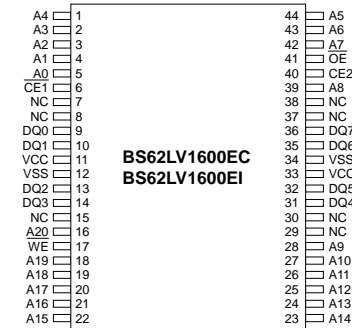 A4 1 44 A5
A3 2 43 A6
A2 3 42 A7
A1 4 41 OE
A0 5 40 CE2
CE1 6 39 A8
NC 7 38 NC
NC 8 37 NC
DQ0 9 36 DQ7
DQ1 10 35 DQ6
VCC 11 BS62LV1600EC 34 VSS
VSS 12 BS62LV1600EI 33 VCC
DQ2 13 32 DQ5
DQ3 14 31 DQ4
NC 15 30 NC
A20 16 29 NC
WE 17 28 A9
A19 18 27 A10
A18 19 26 A11
A17 20 25 A12
A16 21 24 A13
A15 22 23 A14